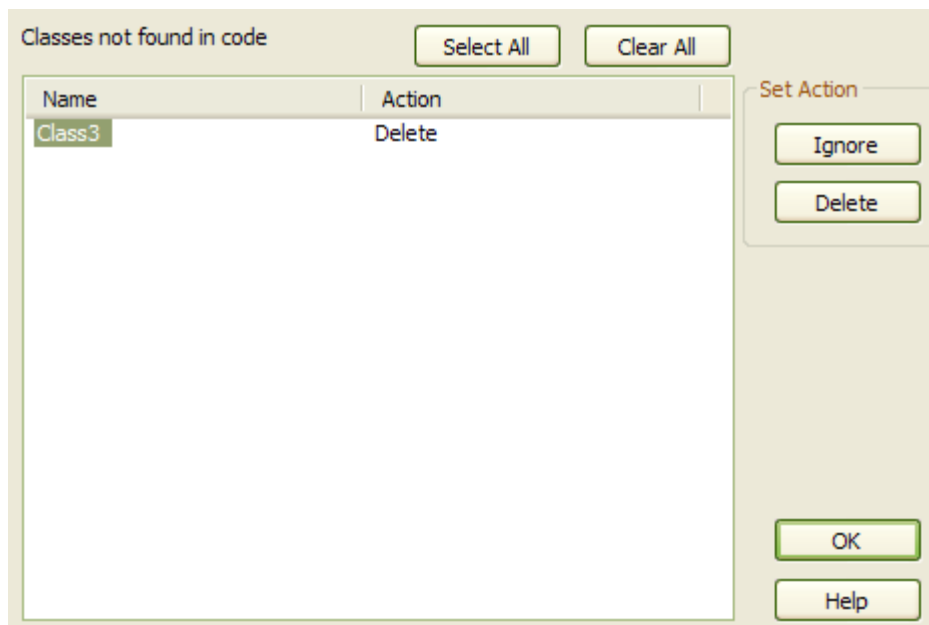 Classes not found in code
Select All
Clear All
Name Action
Class3 Delete
Set Action
Ignore
Delete
OK
Help